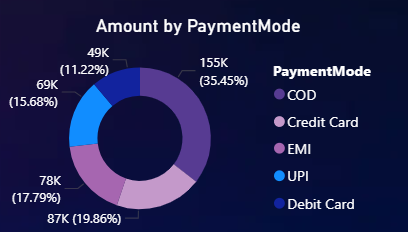 Amount by PaymentMode
49K
(11.22%)
155K
(35.45%)
69K
(15.68%)
78K
(17.79%)
87K (19.86%)
PaymentMode
COD
Credit Card
EMI
UPI
Debit Card